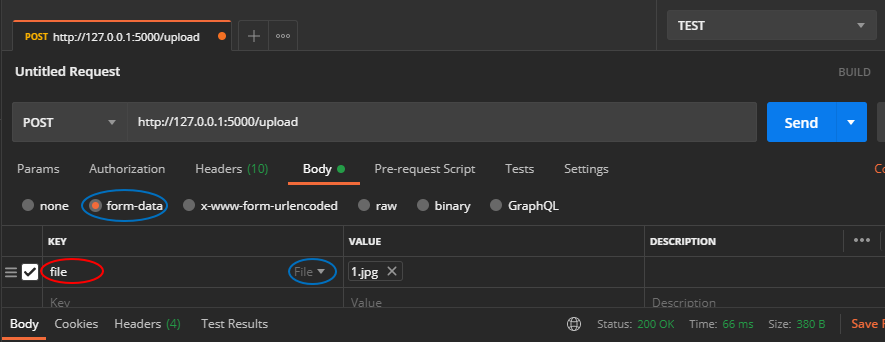 POST http://127.0.0.1:5000/upload TEST
Untitled Request BUILD
POST http://127.0.0.1:5000/upload Send
Params Authorization Headers (10) Body Pre-request Script Tests Settings Co
none form-data x-www-form-urlencoded raw binary GraphQL
KEY VALUE DESCRIPTION
file File 1.jpg
Key Value Description
Body Cookies Headers (4) Test Results Status: 200 OK Time: 66 ms Size: 380 B Save R